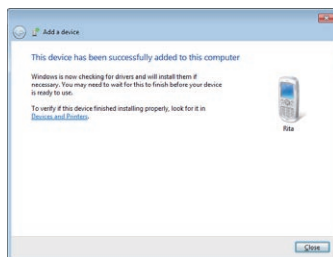 Add a device
This device has been successfully added to this computer
Windows is now checking for drivers and will install them if
necessary. You may need to wait for this to finish before your device
is ready to use.
To verify if this device finished installing properly, look for it in
Devices and Printers.
Rita
Close